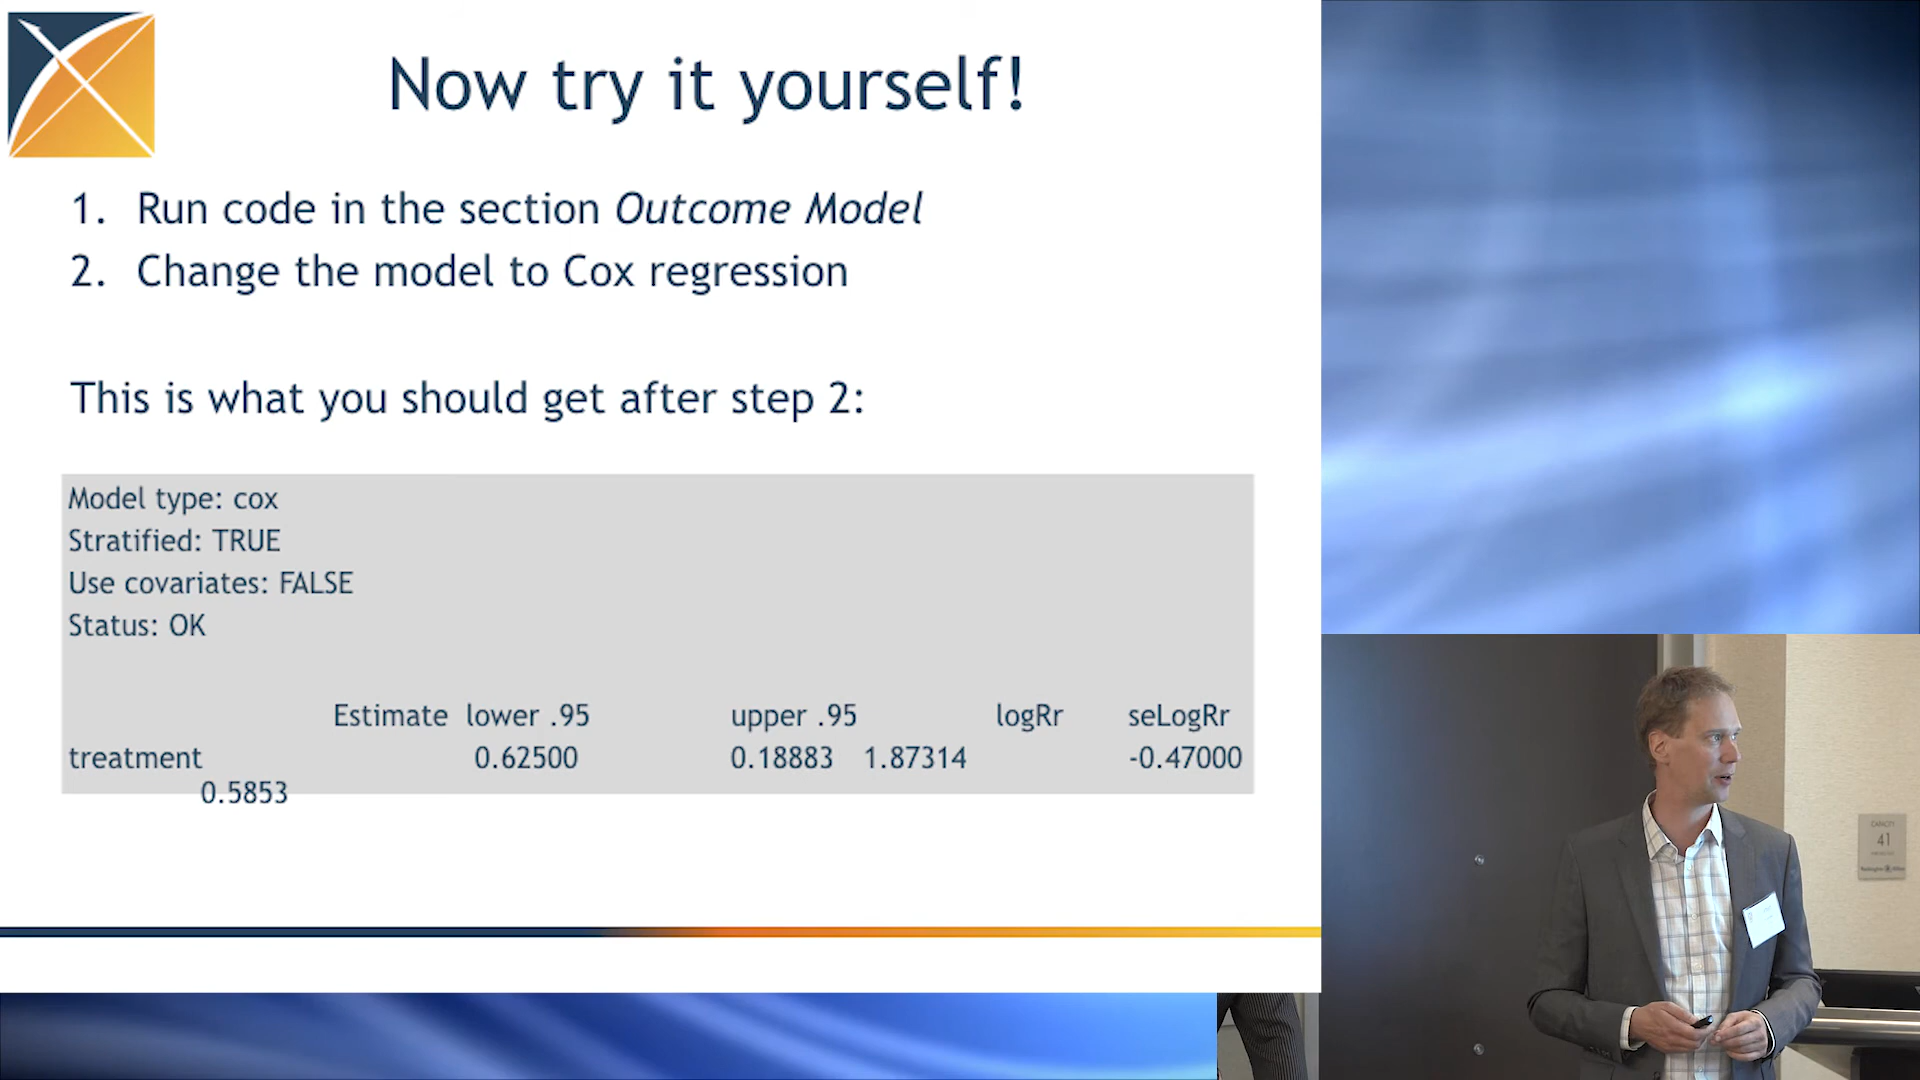 Now try it yourself!
1. Run code in the section Outcome Model
2. Change the model to Cox regression
This is what you should get after step 2:
Model type: cox
Stratified: TRUE
Use covariates: FALSE
Status: OK
Estimate lower .95 upper .95 logRr seLogRr
treatment 0.62500 0.18883 1.87314 -0.47000
0.5853
CAPACITY
41